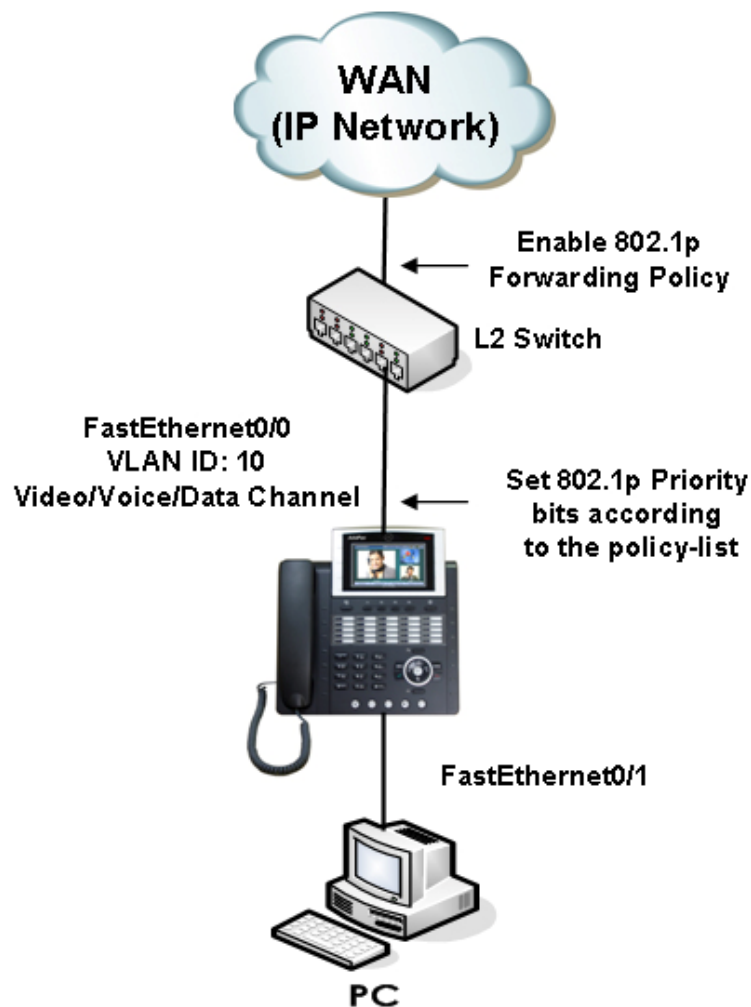 WAN
(IP Network)
Enable 802.1p
Forwarding Policy
L2 Switch
FastEthernet0/0
VLAN ID: 10
Video/Voice/Data Channel
Set 802.1p Priority
bits according
to the policy-list
FastEthernet0/1
PC